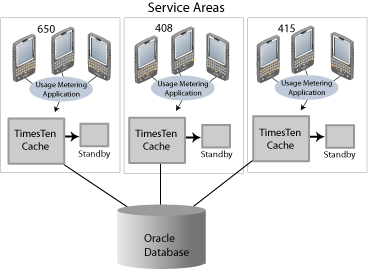 Service Areas
650
408
415
Usage Metering
Application
Usage Metering
Application
Usage Metering
Application
TimesTen
Cache
Standby
TimesTen
Cache
Standby
TimesTen
Cache
Standby
Oracle
Database